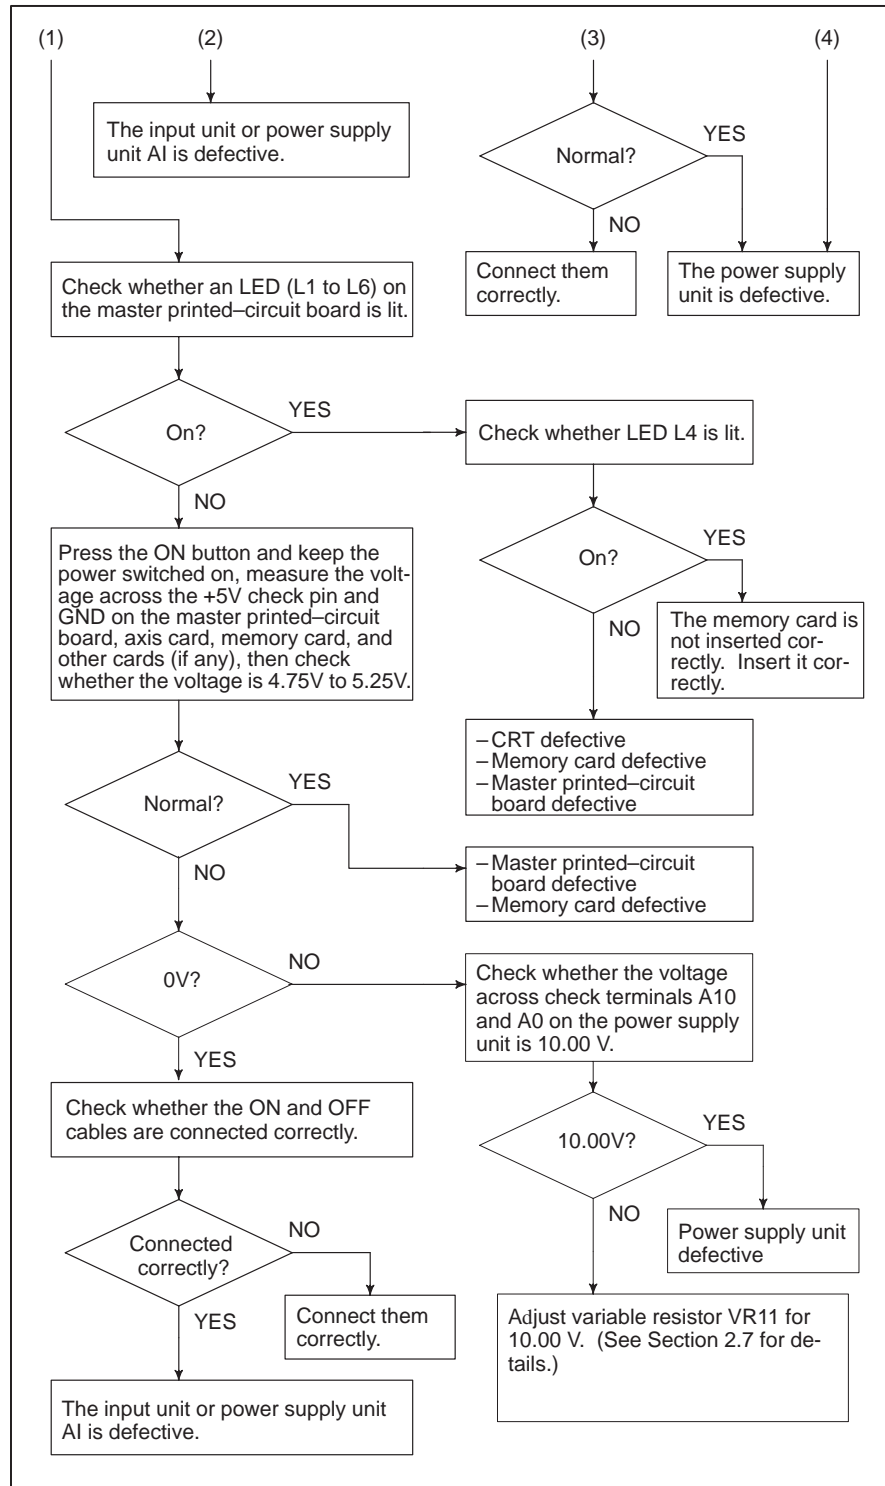 (1)
(2)
(3)
(4)
The input unit or power supply
unit AI is defective.
Normal?
YES
NO
Connect them
correctly.
The power supply
unit is defective.
Check whether an LED (L1 to L6) on
the master printed–circuit board is lit.
On?
YES
NO
Check whether LED L4 is lit.
On?
YES
NO
The memory card is
not inserted cor-
rectly.  Insert it cor-
rectly.
– CRT defective
– Memory card defective
– Master printed–circuit
board defective
Press the ON button and keep the
power switched on, measure the volt-
age across the +5V check pin and
GND on the master printed–circuit
board, axis card, memory card, and
other cards (if any), then check
whether the voltage is 4.75V to 5.25V.
Normal?
YES
NO
– Master printed–circuit
board defective
– Memory card defective
0V?
NO
YES
Check whether the voltage
across check terminals A10
and A0 on the power supply
unit is 10.00 V.
10.00V?
YES
NO
Power supply unit
defective
Adjust variable resistor VR11 for
10.00 V.  (See Section 2.7 for de-
tails.)
Check whether the ON and OFF
cables are connected correctly.
Connected
correctly?
NO
YES
Connect them
correctly.
The input unit or power supply unit
AI is defective.